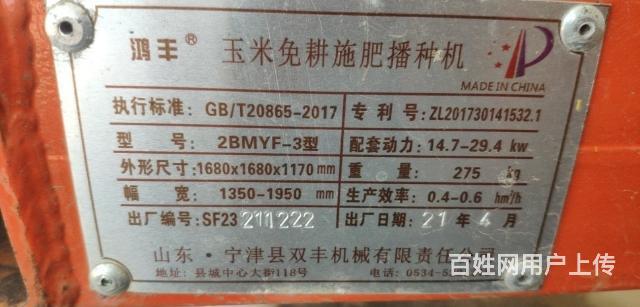 鸿丰® 玉米免耕施肥播种机
MADE IN CHINA
执行标准: GB/T20865-2017 专利号: ZL201730141532.1
型号: 2BMYF-3型 配套动力: 14.7-29.4 kw
外形尺寸: 1680x1680x1170 mm 重量: 275 kg
幅宽: 1350-1950 mm 生产效率: 0.4-0.6 hm²/h
出厂编号: SF23 211222 出厂日期: 21 年 4 月
山东·宁津县双丰机械有限责任公司
地址: 县城中心大街118号 电话: 0534-5
百姓网用户上传